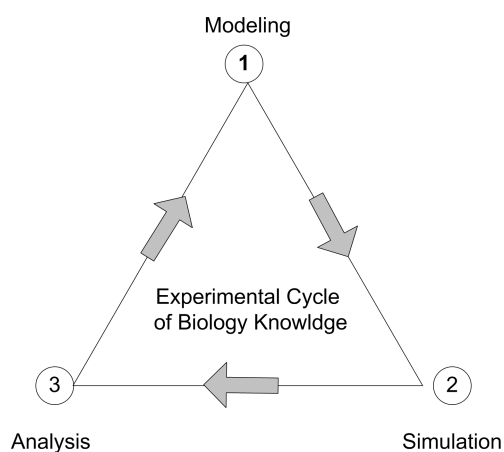 Modeling
1
Experimental Cycle
of Biology Knowldge
3
2
Analysis
Simulation